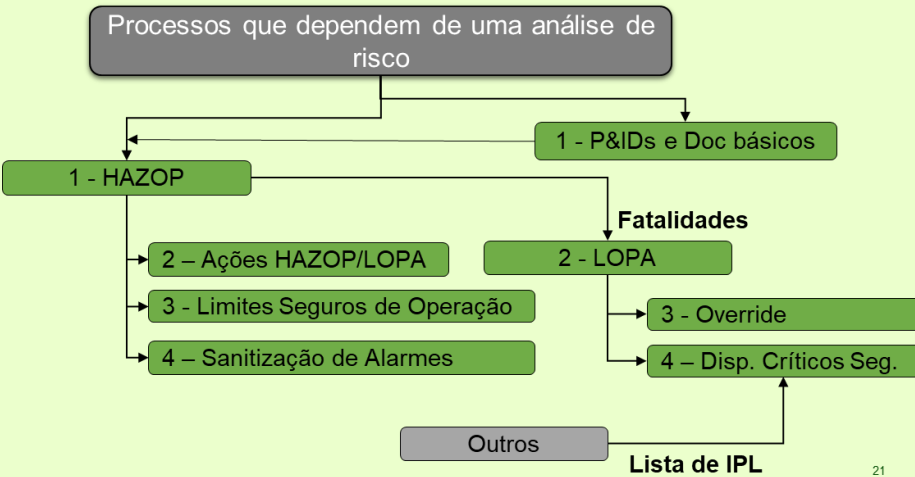 Processos que dependem de uma análise de
risco
1 - P&IDs e Doc básicos
1 - HAZOP
Fatalidades
2 – Ações HAZOP/LOPA
2 - LOPA
3 - Limites Seguros de Operação
3 - Override
4 – Sanitização de Alarmes
4 – Disp. Críticos Seg.
Outros
Lista de IPL
21